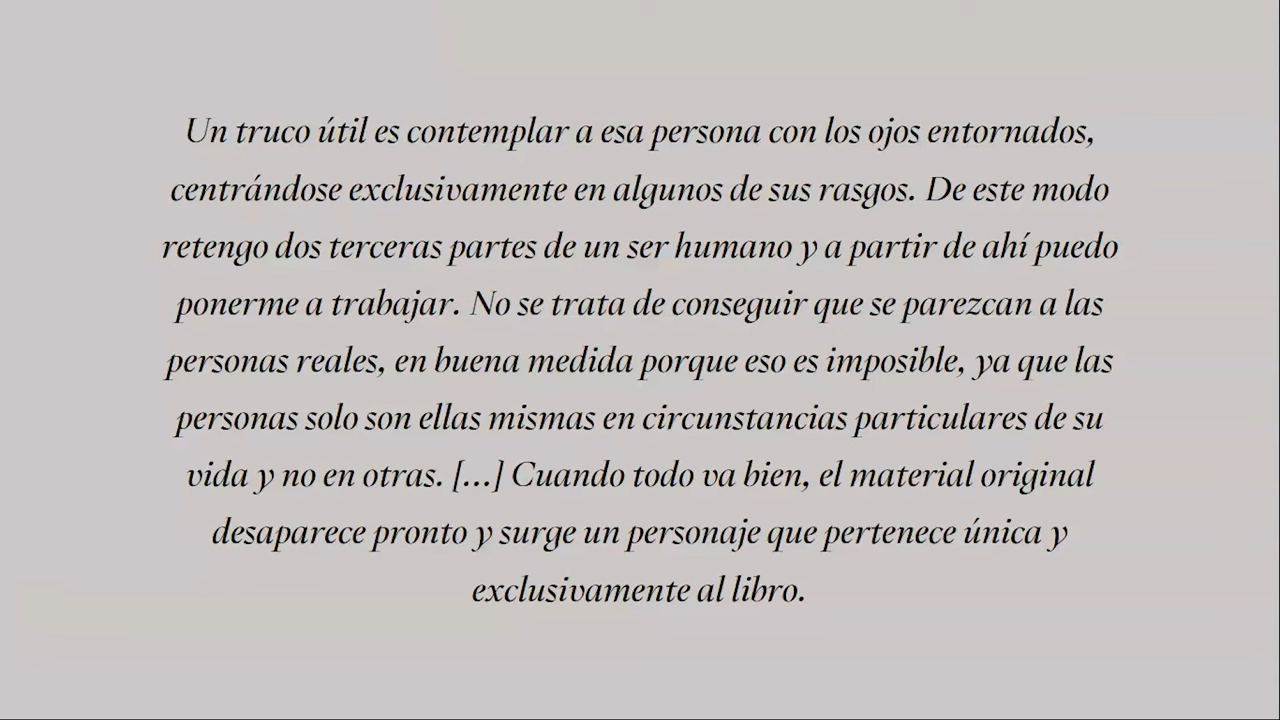 Un truco útil es contemplar a esa persona con los ojos entornados,
centrándose exclusivamente en algunos de sus rasgos. De este modo
retengo dos terceras partes de un ser humano y a partir de ahí puedo
ponerme a trabajar. No se trata de conseguir que se parezcan a las
personas reales, en buena medida porque eso es imposible, ya que las
personas solo son ellas mismas en circunstancias particulares de su
vida y no en otras. [...] Cuando todo va bien, el material original
desaparece pronto y surge un personaje que pertenece única y
exclusivamente al libro.